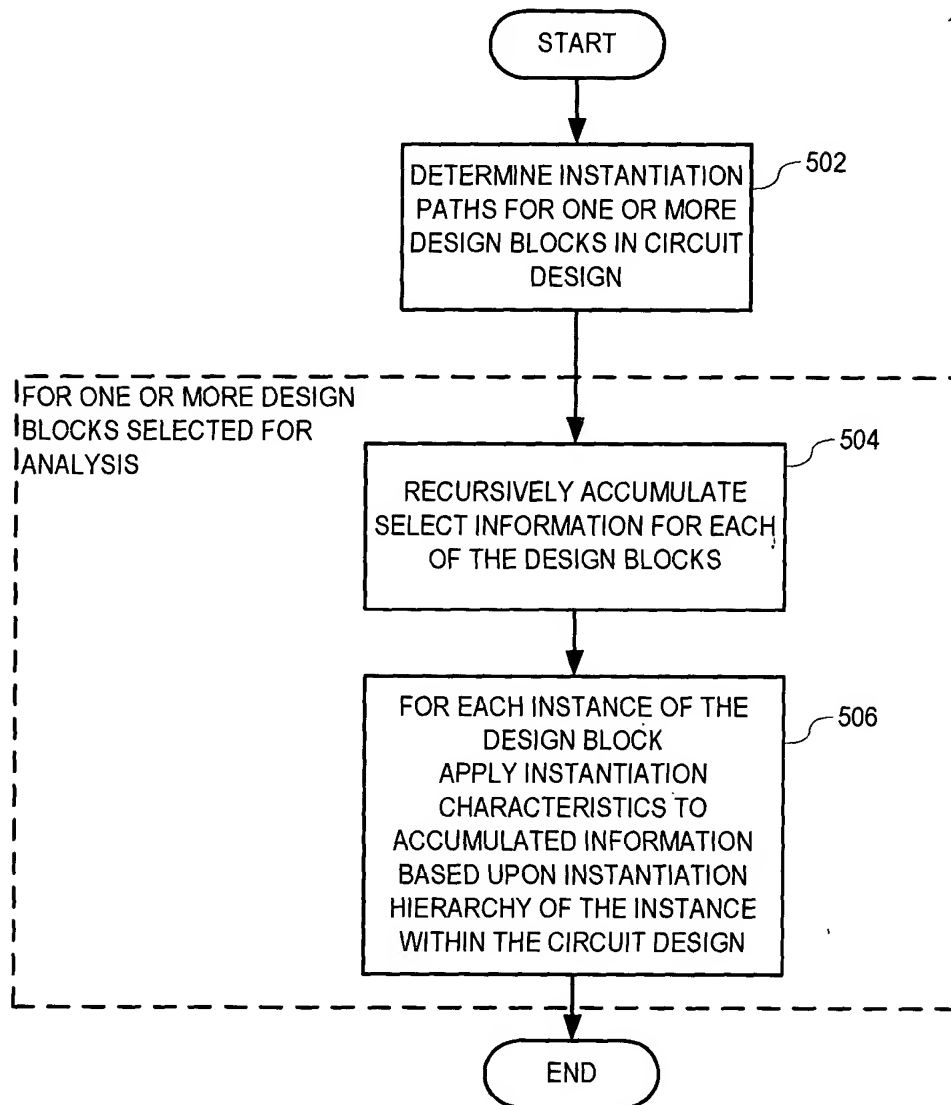 START
DETERMINE INSTANTIATION
PATHS FOR ONE OR MORE
DESIGN BLOCKS IN CIRCUIT
DESIGN
502
FOR ONE OR MORE DESIGN
BLOCKS SELECTED FOR
ANALYSIS
504
RECURSIVELY ACCUMULATE
SELECT INFORMATION FOR EACH
OF THE DESIGN BLOCKS
506
FOR EACH INSTANCE OF THE
DESIGN BLOCK
APPLY INSTANTIATION
CHARACTERISTICS TO
ACCUMULATED INFORMATION
BASED UPON INSTANTIATION
HIERARCHY OF THE INSTANCE
WITHIN THE CIRCUIT DESIGN
END